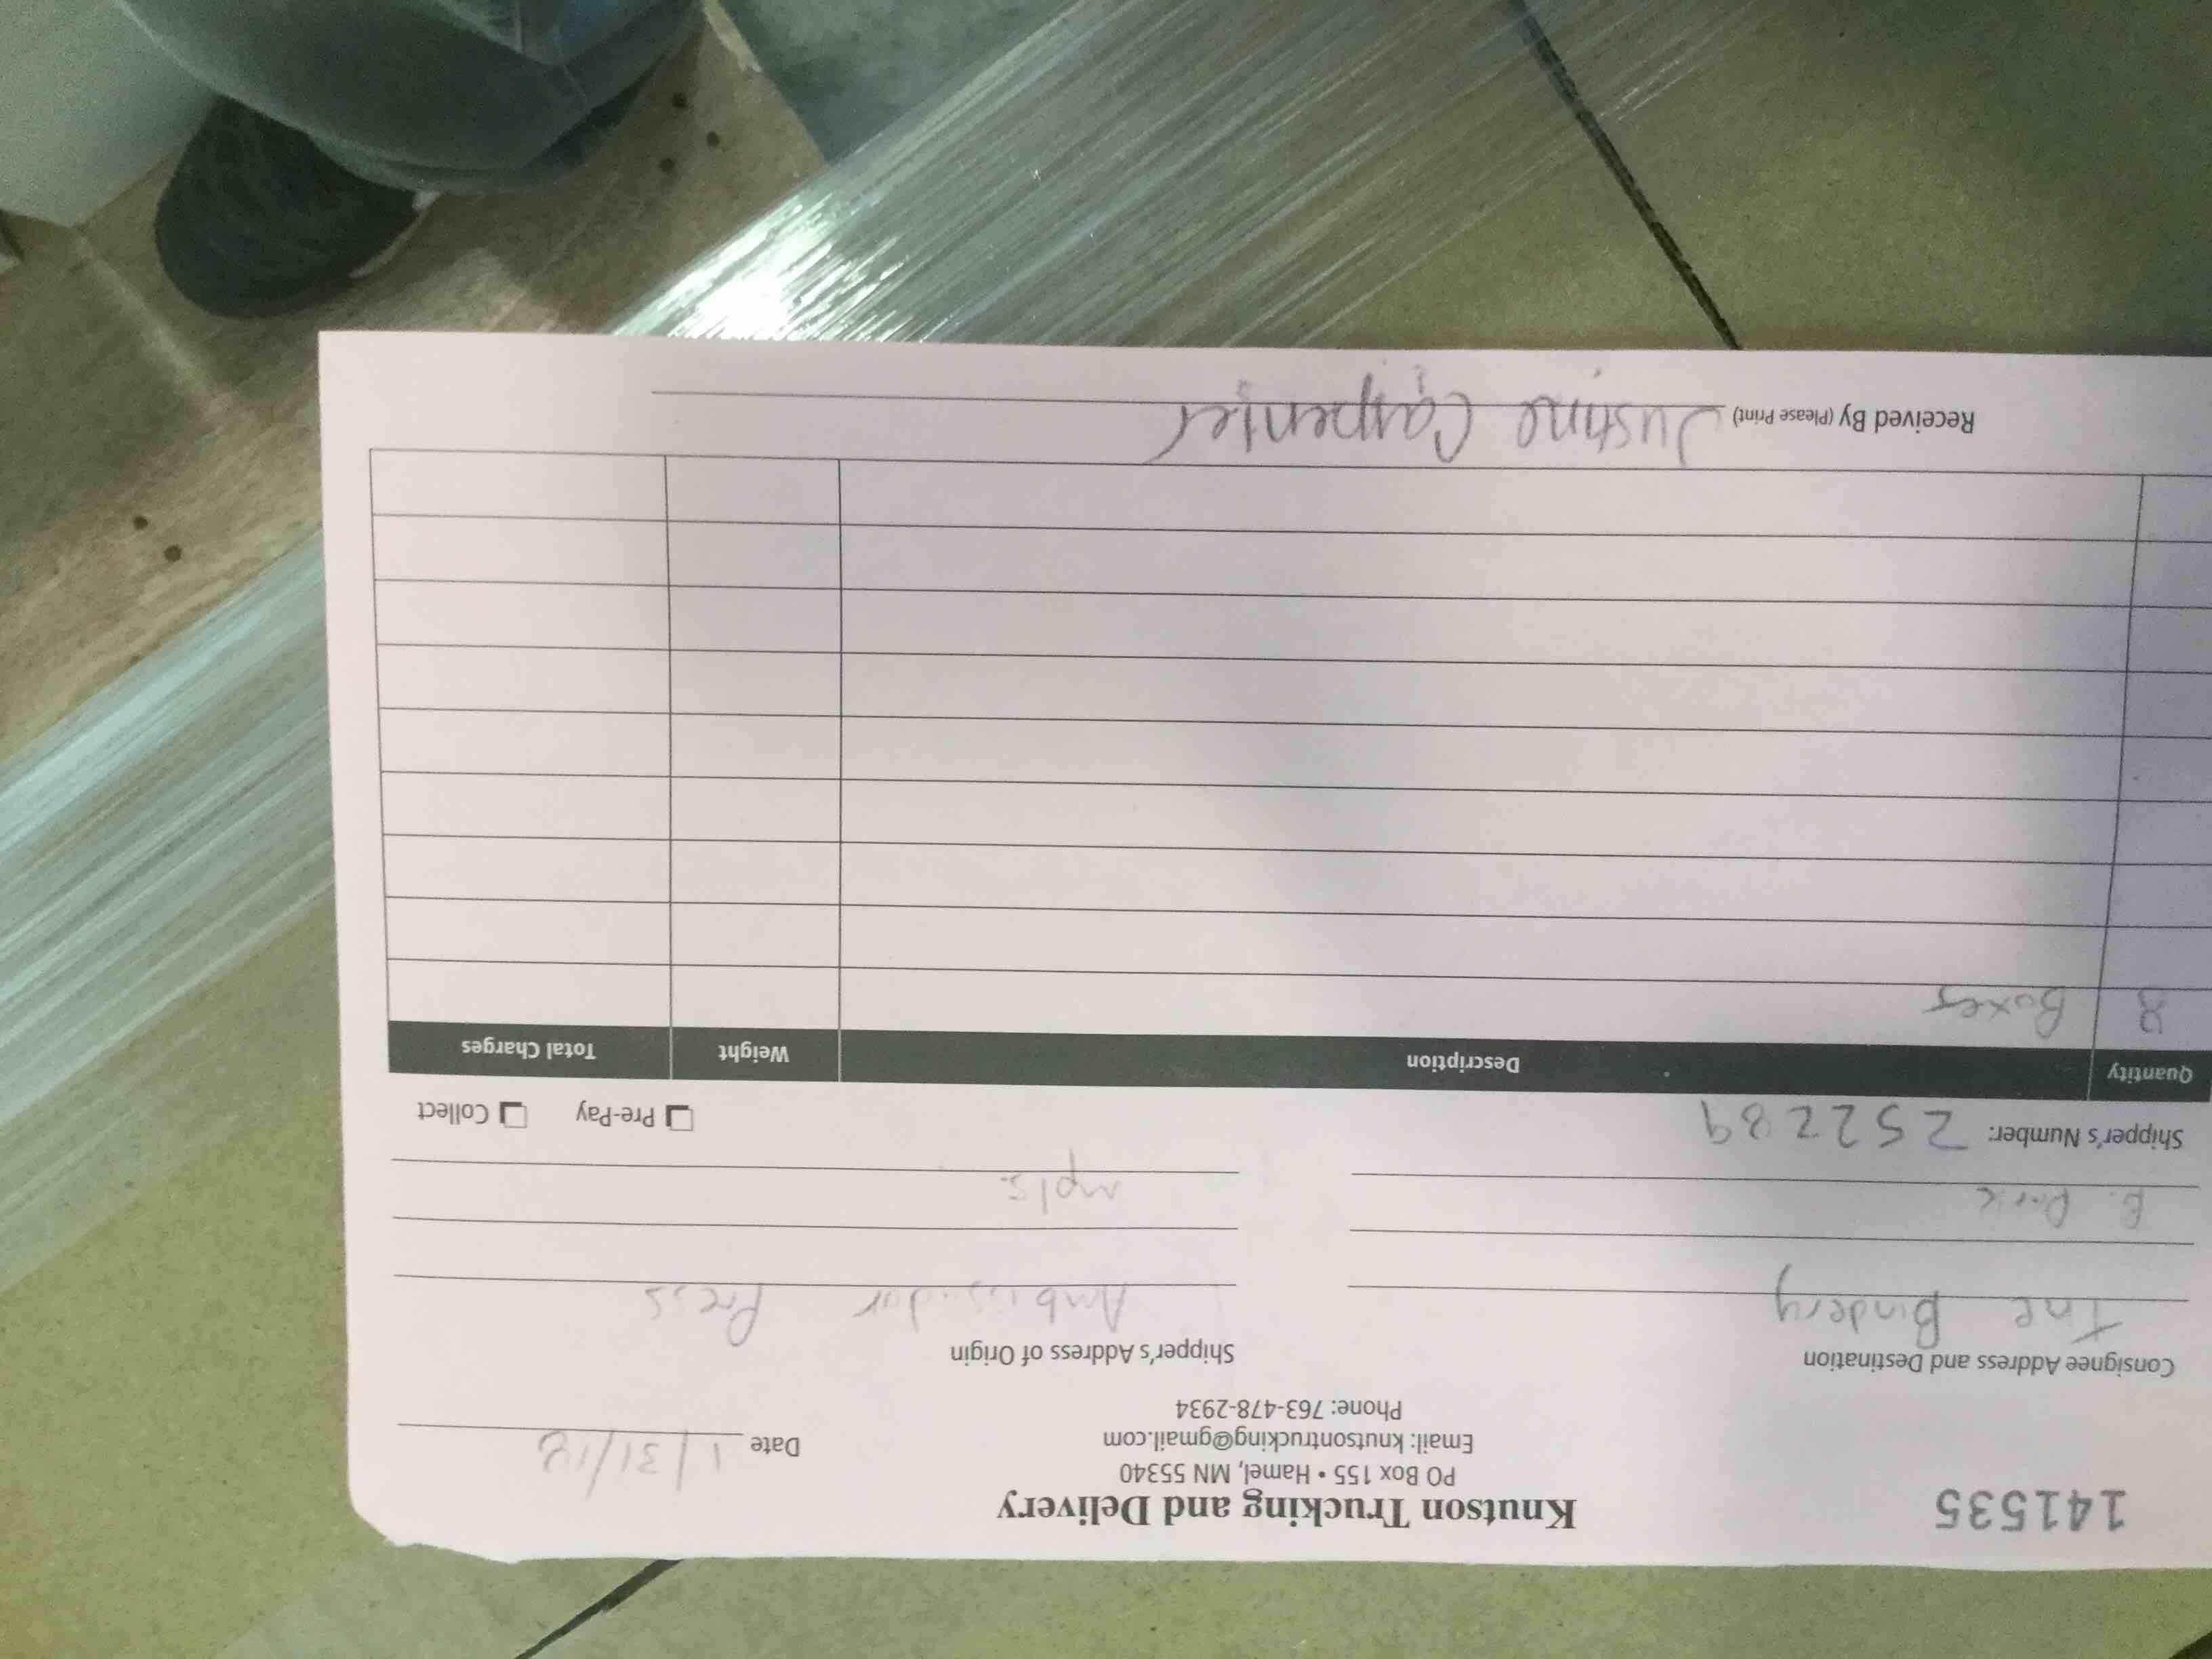 141535
Knutson Trucking and Delivery
PO Box 155 • Hamel, MN 55340
Email: knutsontrucking@gmail.com
Phone: 763-478-2934
Date 1/31/18
Consignee Address and Destination
Shipper's Address of Origin
The Bindery
Ambassador Press
B. Park
mpls.
Shipper's Number: 252289
Pre-Pay Collect
Quantity Description Weight Total Charges
8 Boxes
Received By (Please Print) Justine Carpenter